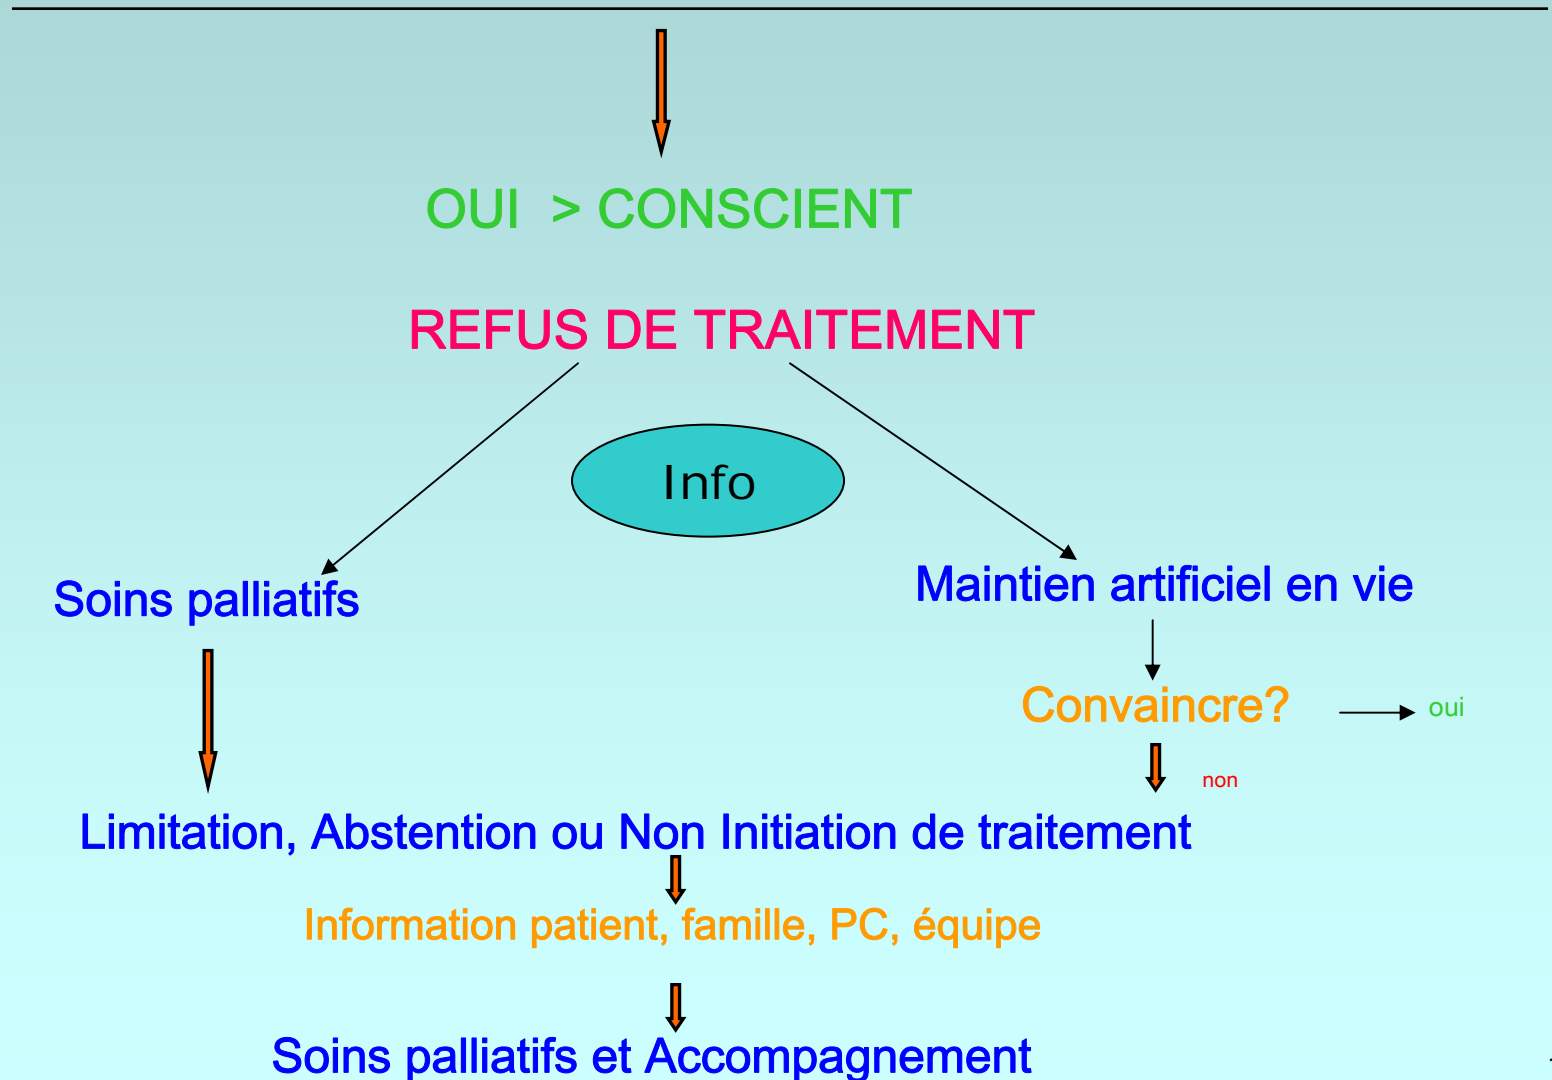 OUI > CONSCIENT
REFUS DE TRAITEMENT
Info
Soins palliatifs
Maintien artificiel en vie
Convaincre?
oui
non
Limitation, Abstention ou Non Initiation de traitement
Information patient, famille, PC, équipe
Soins palliatifs et Accompagnement